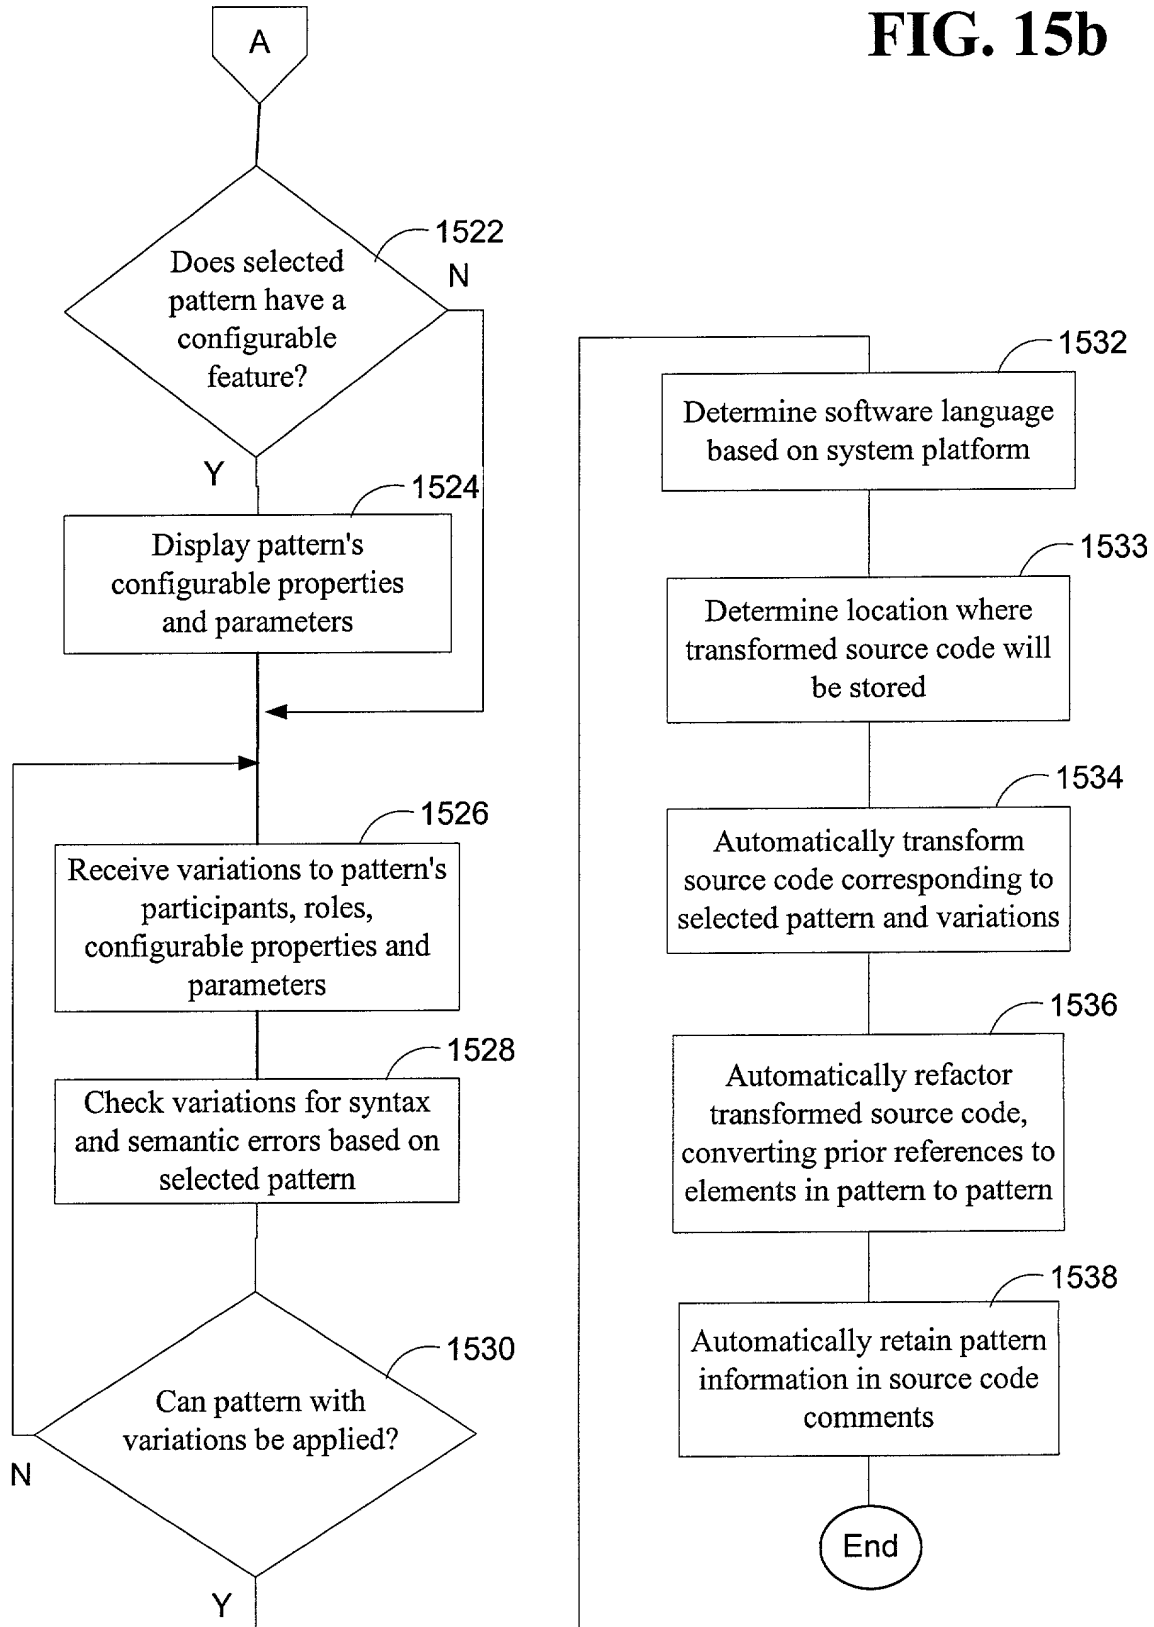 FIG. 15b
A
1522
Does selected
pattern have a
configurable
feature?
N
Y
1524
Display pattern's
configurable properties
and parameters
1526
Receive variations to pattern's
participants, roles,
configurable properties and
parameters
1528
Check variations for syntax
and semantic errors based on
selected pattern
1530
Can pattern with
variations be applied?
N
Y
1532
Determine software language
based on system platform
1533
Determine location where
transformed source code will
be stored
1534
Automatically transform
source code corresponding to
selected pattern and variations
1536
Automatically refactor
transformed source code,
converting prior references to
elements in pattern to pattern
1538
Automatically retain pattern
information in source code
comments
End